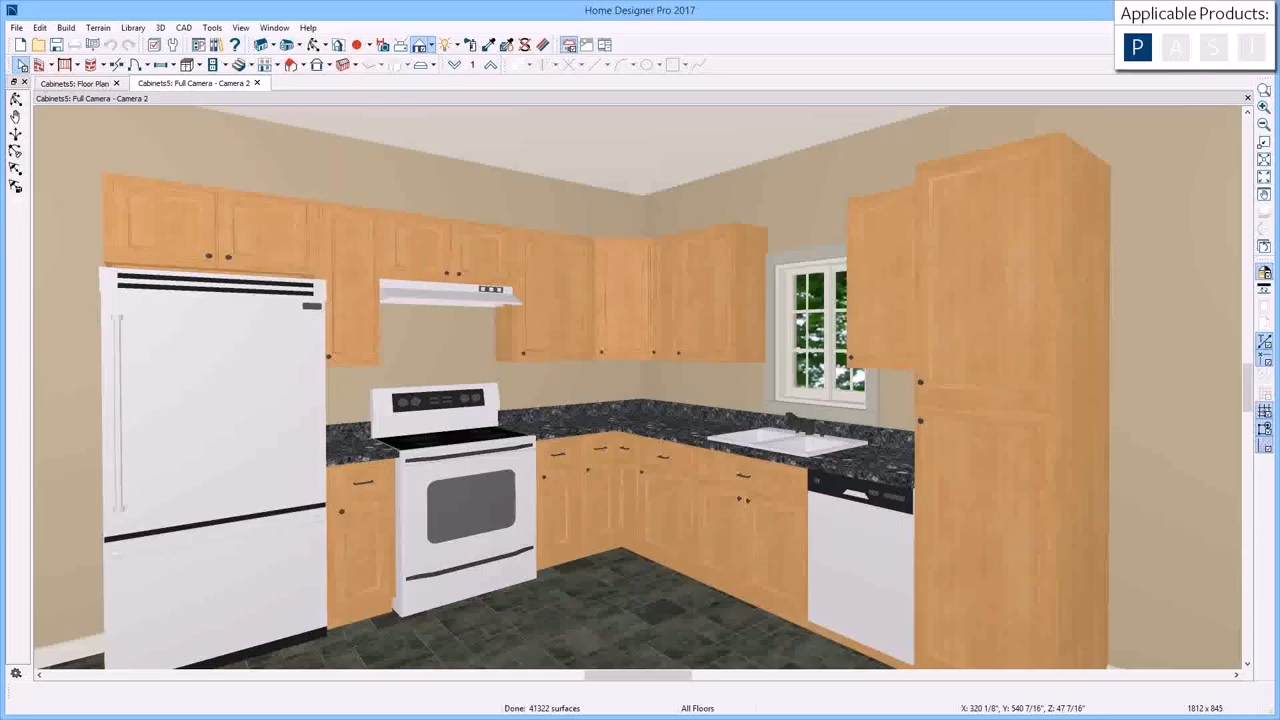 Home Designer Pro 2017
Applicable Products:
P A S I
File Edit Build Terrain Library 3D CAD Tools View Window Help
1
Cabinets5: Floor Plan Cabinets5: Full Camera - Camera 2
Cabinets5: Full Camera - Camera 2
Done: 41322 surfaces All Floors X: 320 1/8", Y: 540 7/16", Z: 47 7/16" 1812 x 845